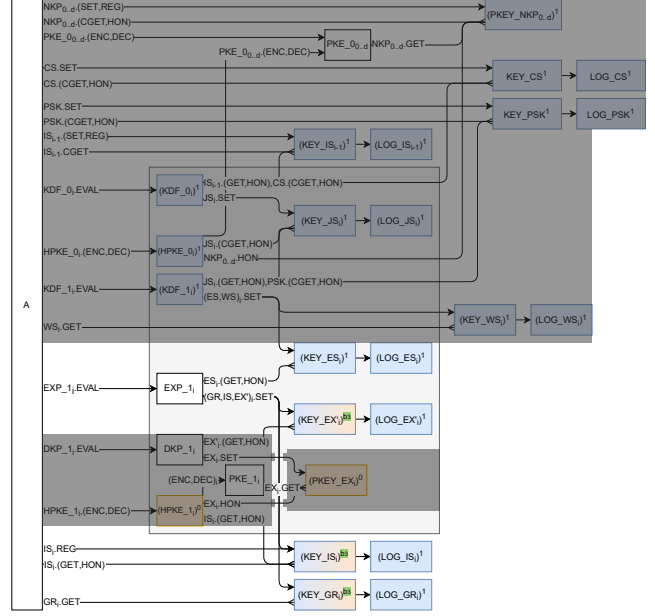 NKP₀..d.(SET,REG)
(PKEY_NKP₀..d)¹
NKP₀..d.(CGET,HON)
PKE_0₀..d.(ENC,DEC)
PKE_0₀..d
NKP₀..d.GET
PKE_0₀..d.(ENC,DEC)
CS.SET
KEY_CS¹
LOG_CS¹
CS.(CGET,HON)
PSK.SET
KEY_PSK¹
LOG_PSK¹
PSK.(CGET,HON)
ISᵢ₋₁.(SET,REG)
(KEY_ISᵢ₋₁)¹
(LOG_ISᵢ₋₁)¹
ISᵢ₋₁.CGET
KDF_0ᵢ.EVAL
(KDF_0ᵢ)¹
ISᵢ₋₁.(GET,HON),CS.(CGET,HON)
JSᵢ.SET
(KEY_JSᵢ)¹
(LOG_JSᵢ)¹
HPKE_0ᵢ.(ENC,DEC)
(HPKE_0ᵢ)¹
JSᵢ.(CGET,HON)
NKP₀..d.HON
KDF_1ᵢ.EVAL
(KDF_1ᵢ)¹
JSᵢ.(GET,HON),PSK.(CGET,HON)
(ES,WS)ᵢ.SET
A
(KEY_WSᵢ)¹
(LOG_WSᵢ)¹
WSᵢ.GET
(KEY_ESᵢ)¹
(LOG_ESᵢ)¹
EXP_1ᵢ.EVAL
EXP_1ᵢ
ESᵢ.(GET,HON)
(GR,IS,EX')ᵢ.SET
(KEY_EX'ᵢ)ᵇ³
(LOG_EX'ᵢ)¹
DKP_1ᵢ.EVAL
DKP_1ᵢ
EX'ᵢ.(GET,HON)
EXᵢ.SET
(ENC,DEC)ᵢ
PKE_1ᵢ
EXᵢ.GET
(PKEY_EXᵢ)⁰
HPKE_1ᵢ.(ENC,DEC)
(HPKE_1ᵢ)⁰
EXᵢ.HON
ISᵢ.(GET,HON)
ISᵢ.REG
(KEY_ISᵢ)ᵇ³
(LOG_ISᵢ)¹
ISᵢ.(GET,HON)
(KEY_GRᵢ)ᵇ³
(LOG_GRᵢ)¹
GRᵢ.GET